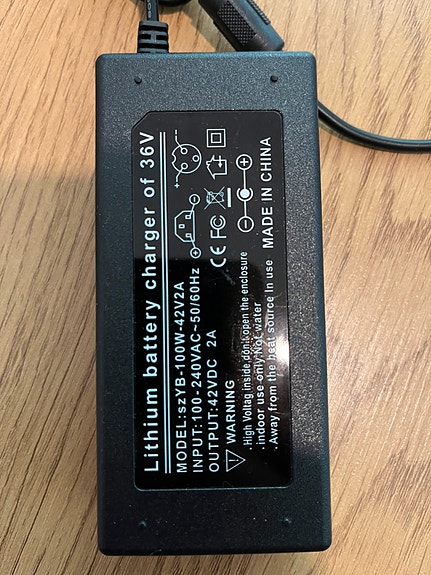 Lithium battery charger of 36V
MODEL:szYB-100W-42V2A
INPUT:100-240VAC~50/60Hz
OUTPUT:42VDC 2A
WARNING
. High Voltag inside,don't open the enclosure
. indoor use only.Not water
. Away from the heat source In use
CE FC
MADE IN CHINA